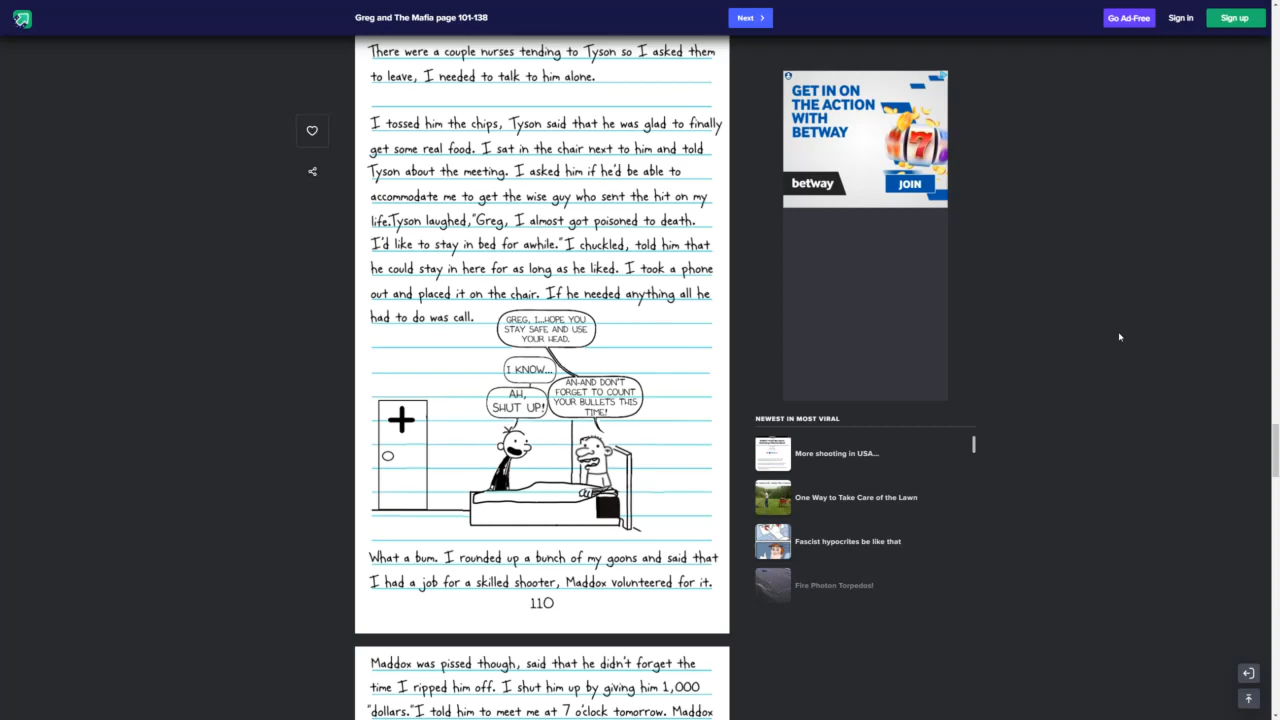 Greg and The Mafia page 101-138
Next
Go Ad-Free
Sign in
Sign up
There were a couple nurses tending to Tyson so I asked them
to leave, I needed to talk to him alone.
I tossed him the chips, Tyson said that he was glad to finally
get some real food. I sat in the chair next to him and told
Tyson about the meeting. I asked him if he'd be able to
accommodate me to get the wise guy who sent the hit on my
life.Tyson laughed,"Greg, I almost got poisoned to death.
I'd like to stay in bed for awhile."I chuckled, told him that
he could stay in here for as long as he liked. I took a phone
out and placed it on the chair. If he needed anything all he
had to do was call.
GREG, I...HOPE YOU
STAY SAFE AND USE
YOUR HEAD.
I KNOW...
AN-AND DON'T
FORGET TO COUNT
YOUR BULLETS THIS
TIME!
AH,
SHUT UP!
What a bum. I rounded up a bunch of my goons and said that
I had a job for a skilled shooter, Maddox volunteered for it.
110
Maddox was pissed though, said that he didn't forget the
time I ripped him off. I shut him up by giving him 1,000
"dollars."I told him to meet me at 7 o'clock tomorrow. Maddox
GET IN ON
THE ACTION
WITH
BETWAY
7
betway
JOIN
NEWEST IN MOST VIRAL
More shooting in USA...
One Way to Take Care of the Lawn
Fascist hypocrites be like that
Fire Photon Torpedos!